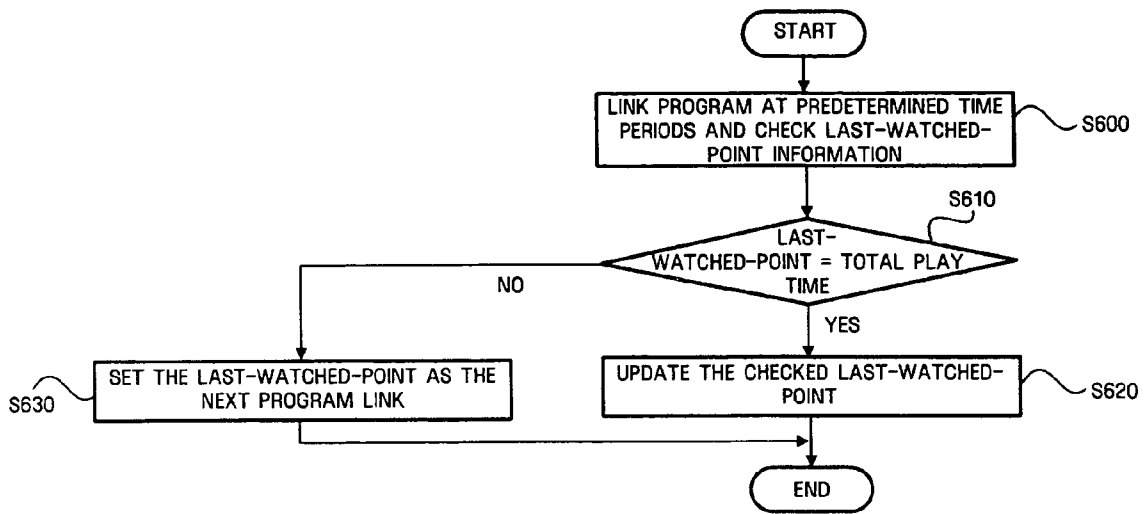 START
LINK PROGRAM AT PREDETERMINED TIME
PERIODS AND CHECK LAST-WATCHED-
POINT INFORMATION
S600
S610
LAST-
WATCHED-POINT = TOTAL PLAY
TIME
NO
YES
S630
SET THE LAST-WATCHED-POINT AS THE
NEXT PROGRAM LINK
UPDATE THE CHECKED LAST-WATCHED-
POINT
S620
END